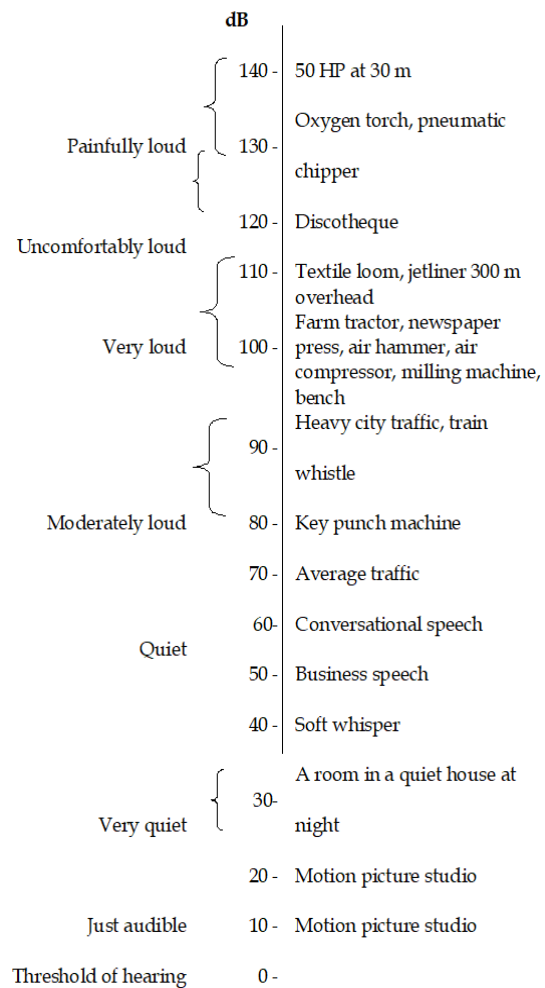 dB
140 - 50 HP at 30 m
Oxygen torch, pneumatic
Painfully loud 130 -
chipper
120 - Discotheque
Uncomfortably loud
110 - Textile loom, jetliner 300 m
overhead
Farm tractor, newspaper
Very loud 100 - press, air hammer, air
compressor, milling machine,
bench
Heavy city traffic, train
90 -
whistle
Moderately loud 80 - Key punch machine
70 - Average traffic
60- Conversational speech
Quiet
50 - Business speech
40 - Soft whisper
A room in a quiet house at
30-
Very quiet night
20 - Motion picture studio
Just audible 10 - Motion picture studio
Threshold of hearing 0 -